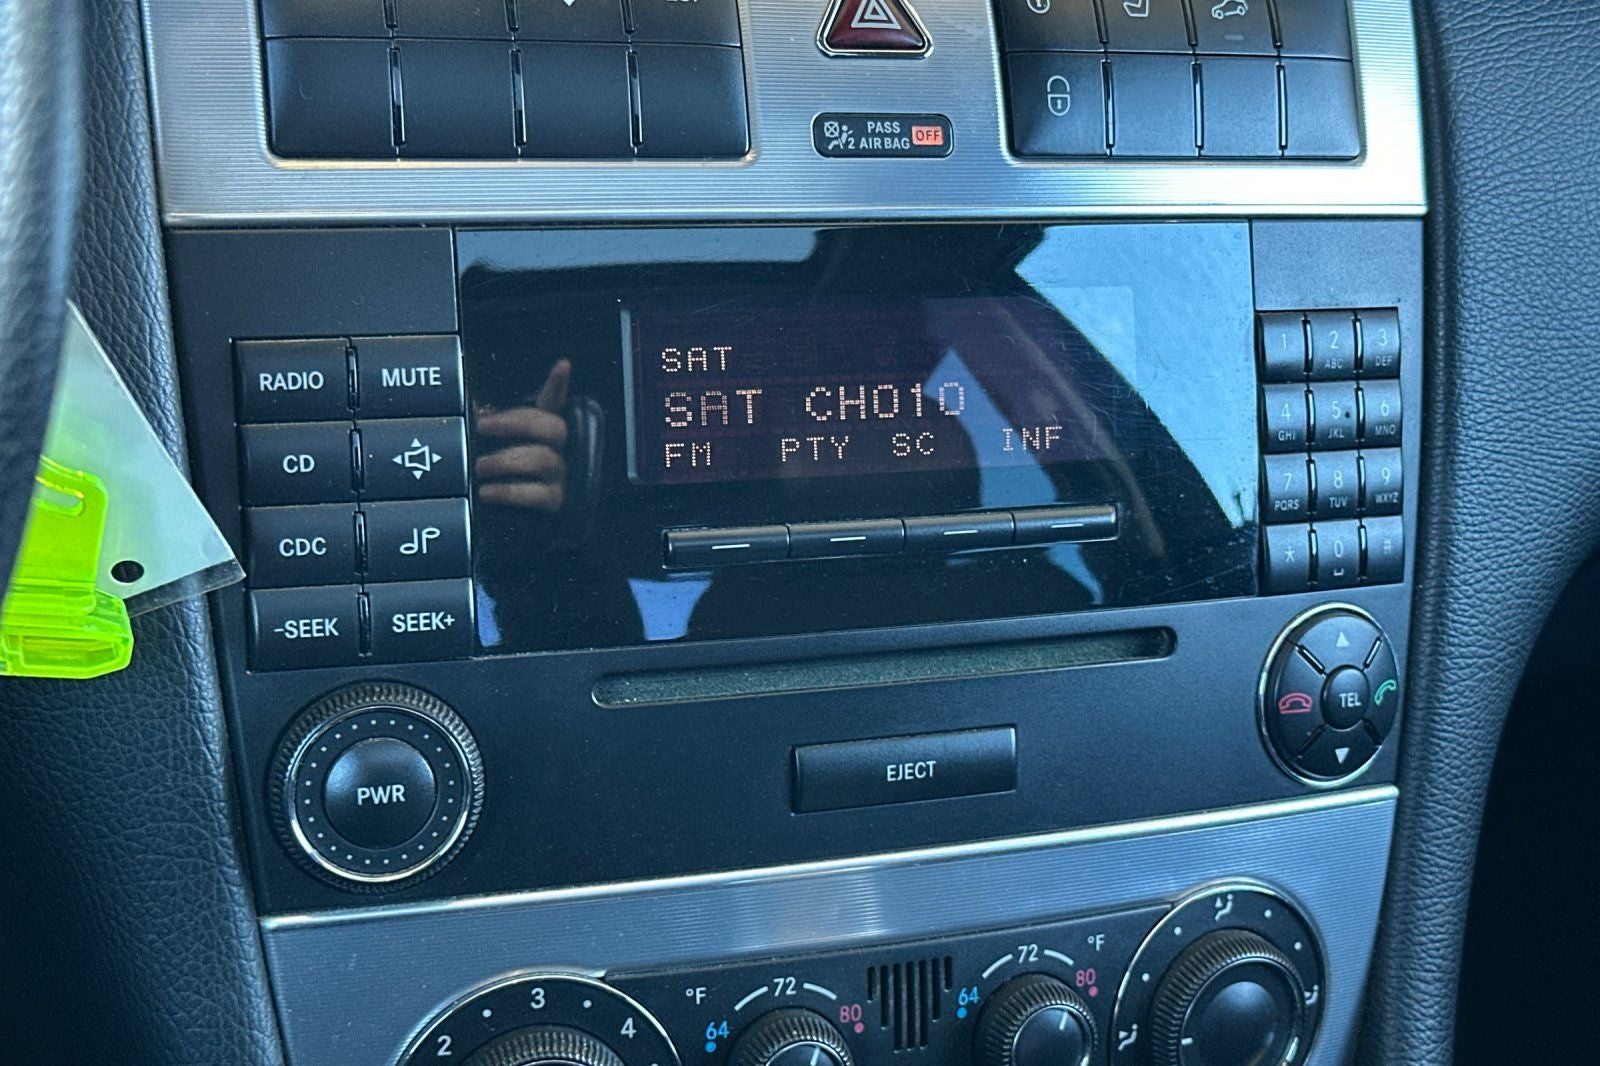 PASS
2 AIR BAG OFF
RADIO MUTE
CD
CDC
-SEEK SEEK+
PWR
SAT
SAT CH010
FM PTY SC INF
1 2 ABC 3 DEF
4 GHI 5 JKL 6 MNO
7 PQRS 8 TUV 9 WXYZ
* 0 #
TEL
EJECT
2 3 4
°F 64 72 80
64 72 80 °F